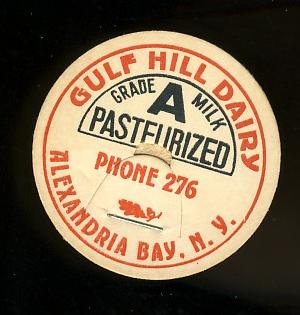 GULF HILL DAIRY
GRADE A MILK
PASTEURIZED
PHONE 276
ALEXANDRIA BAY, N. Y.